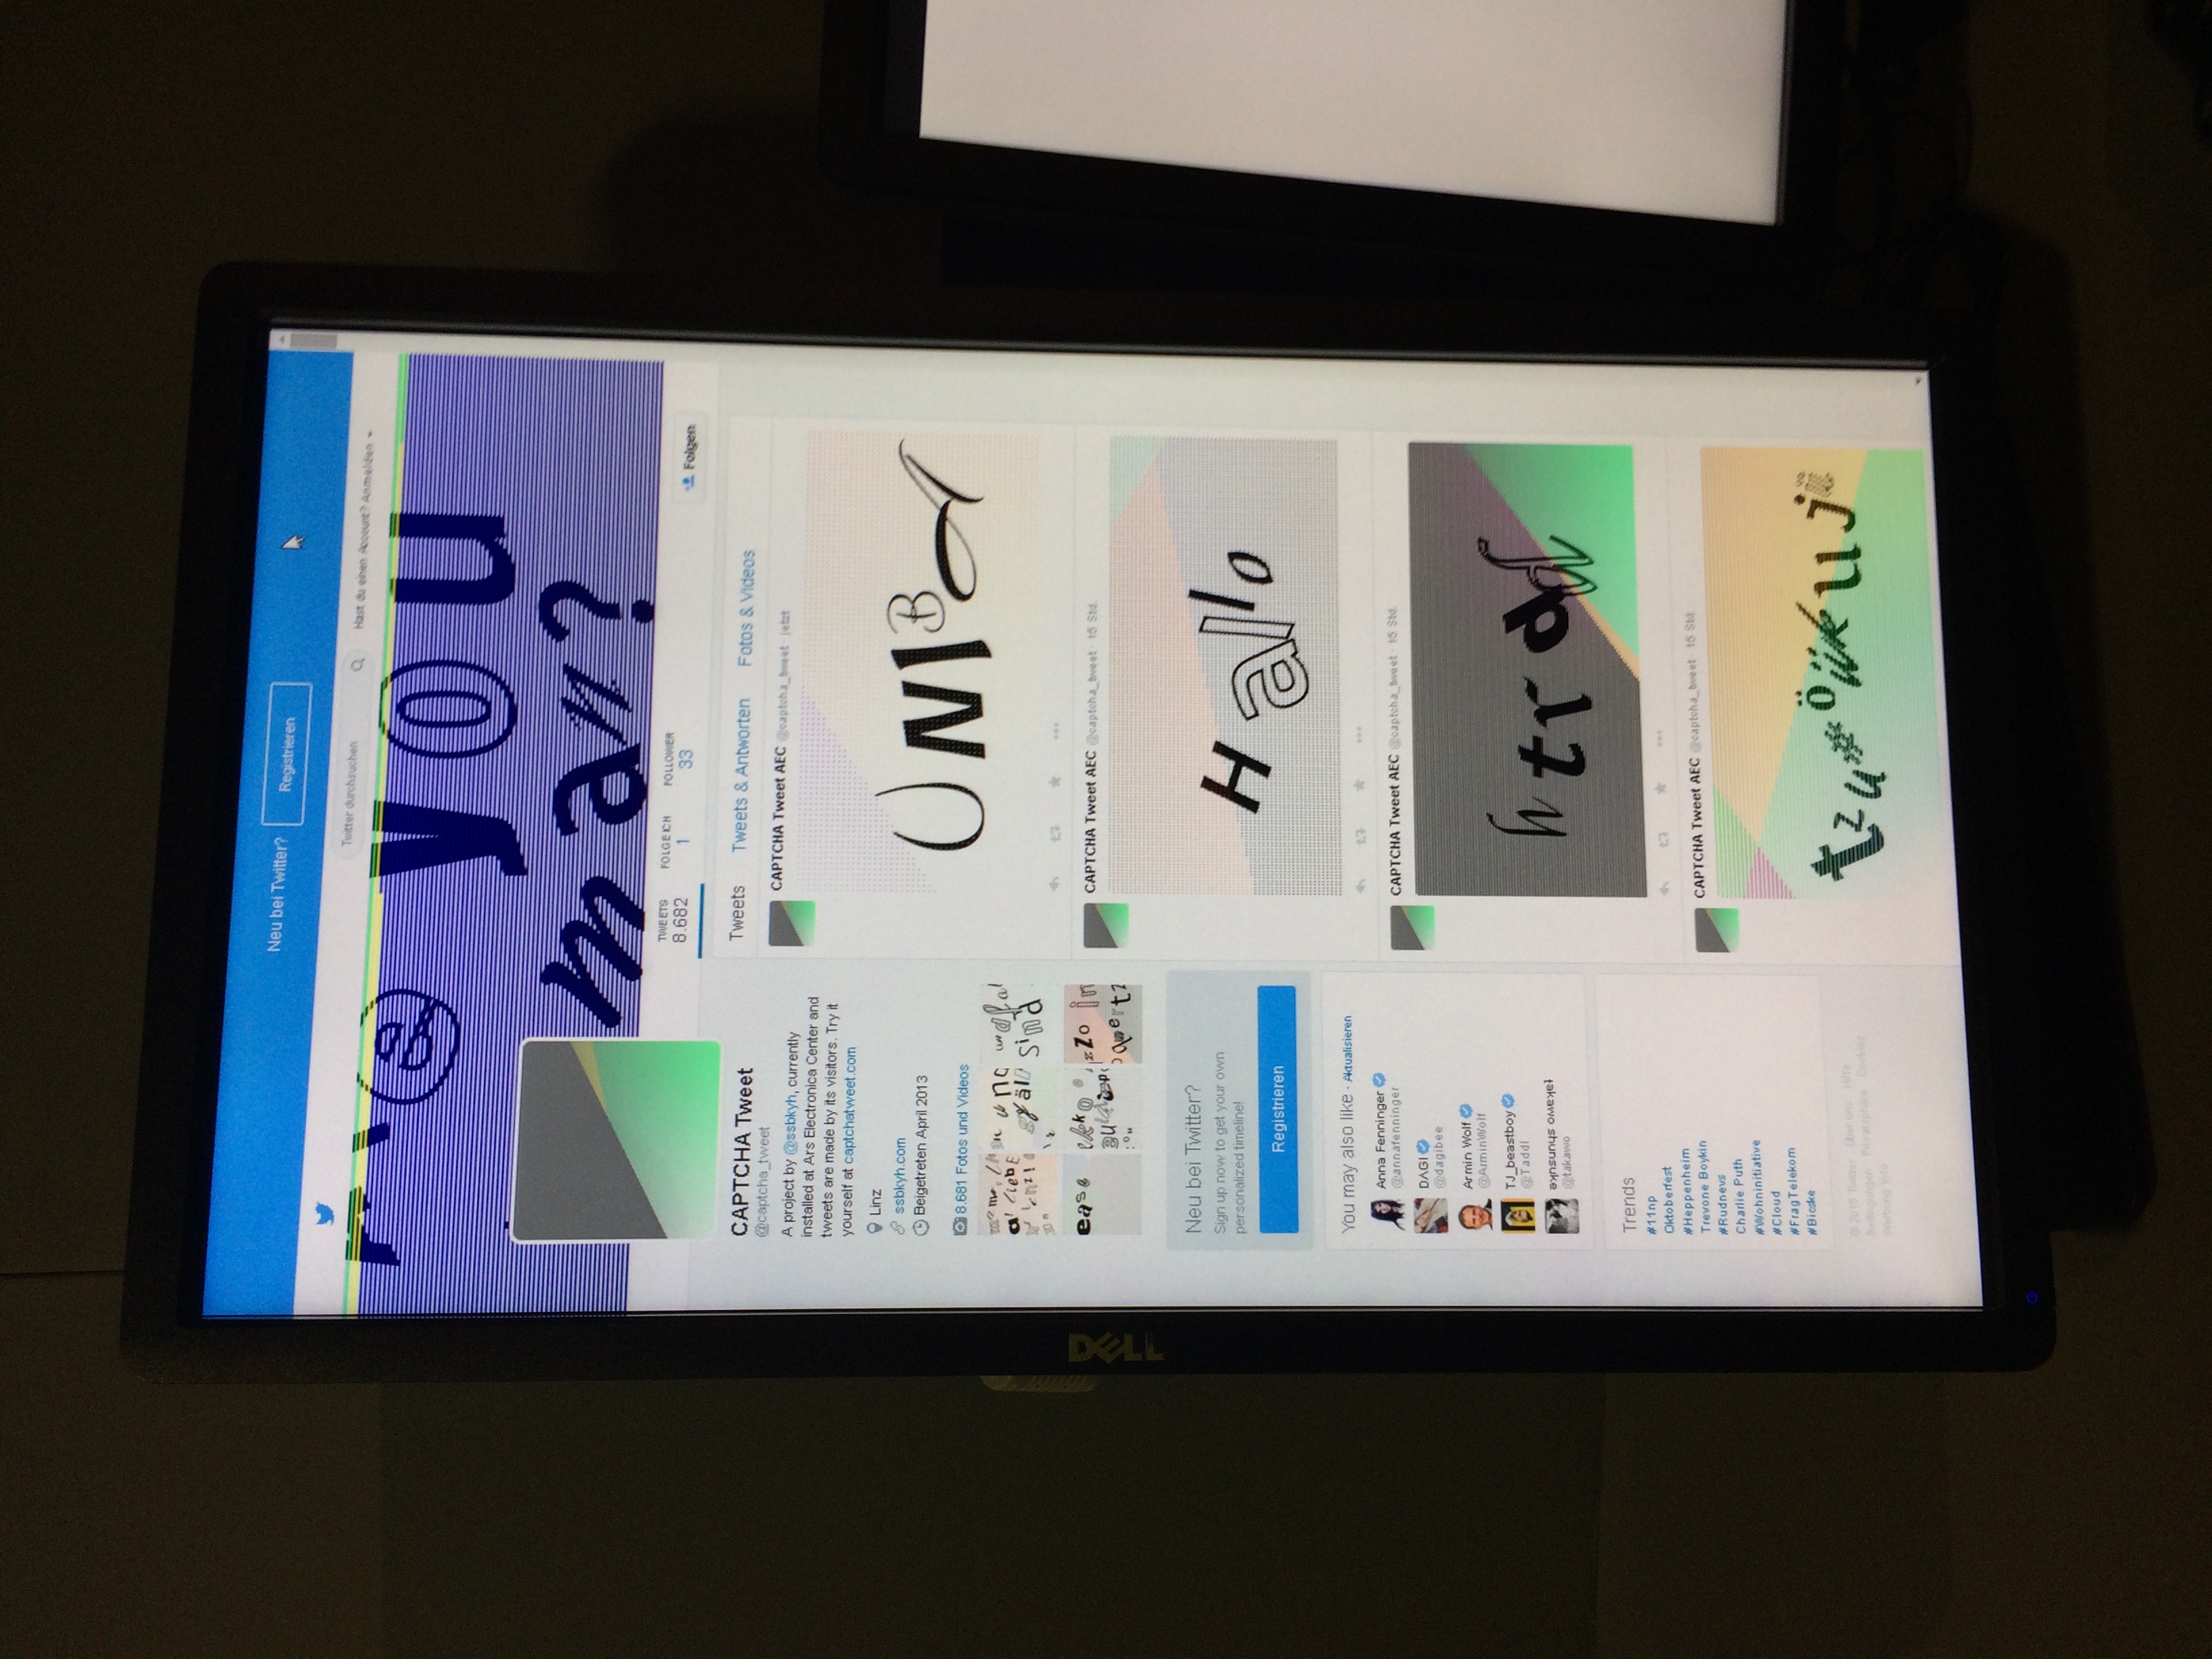 Neu bei Twitter? Registrieren
Twitter durchsuchen
Hast du einen Account? Anmelden
you
man?
TWEETS
8.682
FOLGE ICH
1
FOLLOWER
33
Folgen
CAPTCHA Tweet
@captcha_tweet
A project by @ssbkyh, currently
installed at Ars Electronica Center and
tweets are made by its visitors. Try it
yourself at captchatweet.com
Linz
ssbkyh.com
Beigetreten April 2013
8.681 Fotos und Videos
Neu bei Twitter?
Sign up now to get your own
personalized timeline!
Registrieren
You may also like · Aktualisieren
Anna Fenninger
@annafenninger
DAGI
@dagibee
Armin Wolf
@ArminWolf
TJ_beastboy
@Taddl
@takawo
Trends
#11np
Oktoberfest
#Heppenheim
Trevone Boykin
#Rudnevs
Charlie Puth
#Wohninitiative
#Cloud
#FragTelekom
#Bicske
Tweets Tweets & Antworten Fotos & Videos
CAPTCHA Tweet AEC @captcha_tweet · jetzt
UNIBA
CAPTCHA Tweet AEC @captcha_tweet · 15 Std.
Hallo
CAPTCHA Tweet AEC @captcha_tweet · 15 Std.
CAPTCHA Tweet AEC @captcha_tweet · 15 Std.
DELL